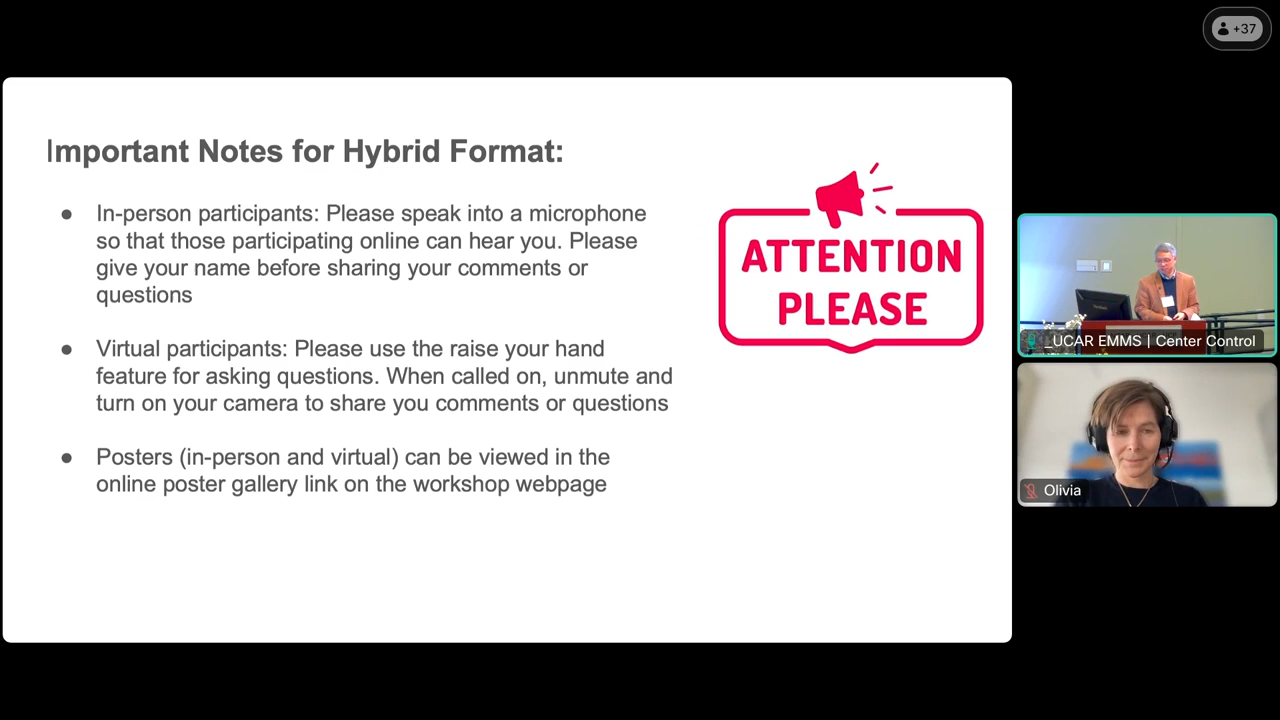 +37
Important Notes for Hybrid Format:
● In-person participants: Please speak into a microphone
so that those participating online can hear you. Please
give your name before sharing your comments or
questions
● Virtual participants: Please use the raise your hand
feature for asking questions. When called on, unmute and
turn on your camera to share you comments or questions
● Posters (in-person and virtual) can be viewed in the
online poster gallery link on the workshop webpage
ATTENTION
PLEASE
_UCAR EMMS | Center Control
Olivia